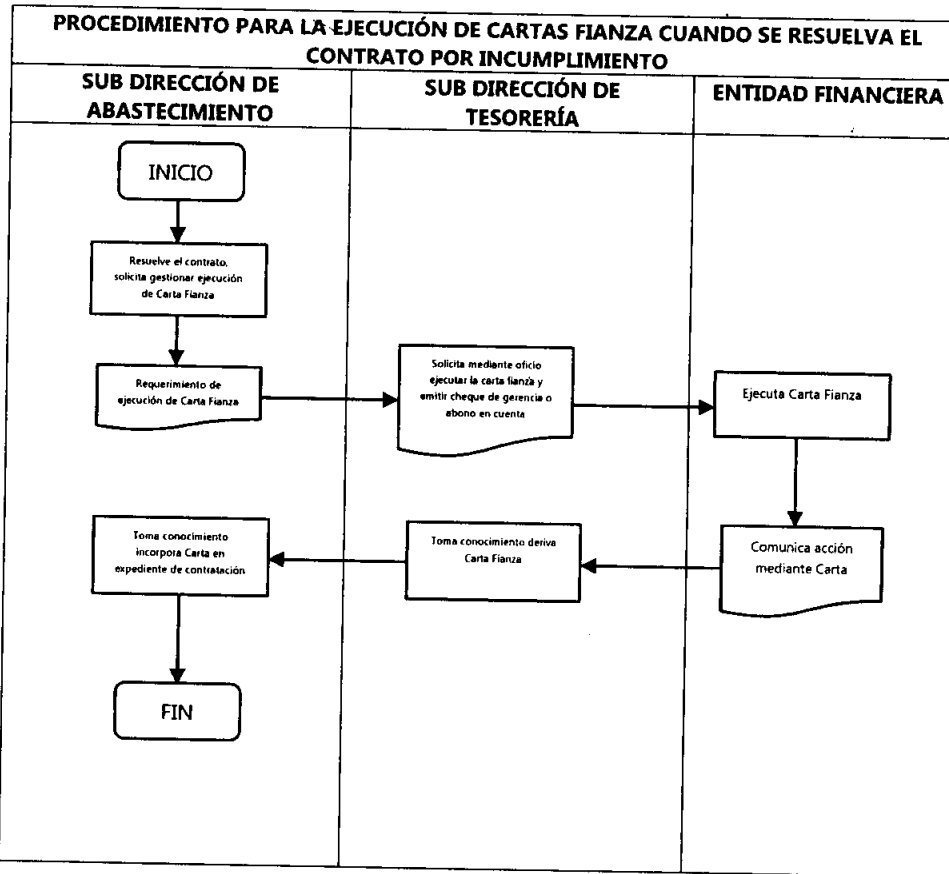 PROCEDIMIENTO PARA LA EJECUCIÓN DE CARTAS FIANZA CUANDO SE RESUELVA EL
CONTRATO POR INCUMPLIMIENTO
SUB DIRECCIÓN DE
ABASTECIMIENTO
SUB DIRECCIÓN DE
TESORERÍA
ENTIDAD FINANCIERA
INICIO
Resuelve el contrato,
solicita gestionar ejecución
de Carta Fianza
Requerimiento de
ejecución de Carta Fianza
Solicita mediante oficio
ejecutar la carta fianza y
emitir cheque de gerencia o
abono en cuenta
Ejecuta Carta Fianza
Comunica acción
mediante Carta
Toma conocimiento deriva
Carta Fianza
Toma conocimiento
incorpora Carta en
expediente de contratación
FIN